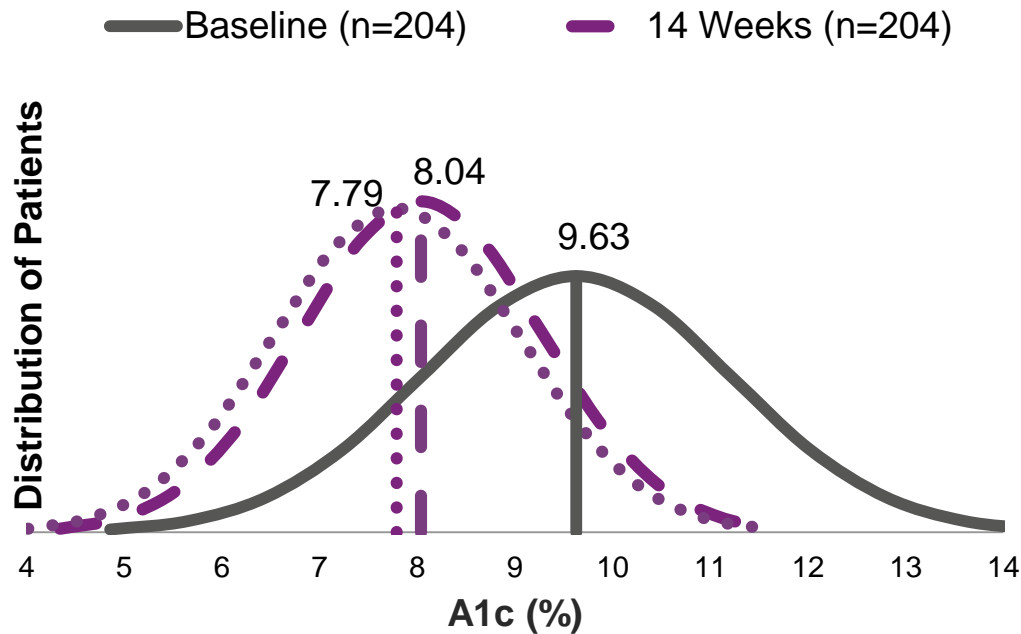 Baseline (n=204) 14 Weeks (n=204)
Distribution of Patients
7.79
8.04
9.63
4 5 6 7 8 9 10 11 12 13 14
A1c (%)